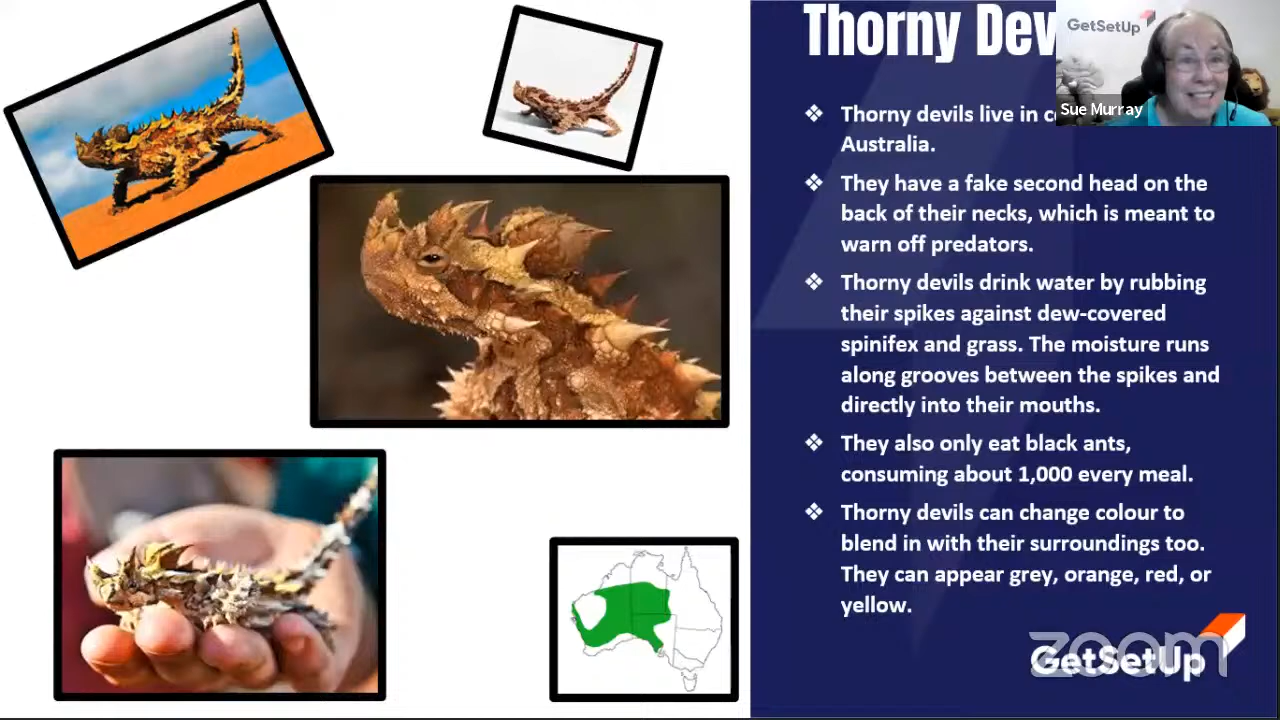 Thorny Dev
GetSetUp
Sue Murray
❖ Thorny devils live in
Australia.
❖ They have a fake second head on the
back of their necks, which is meant to
warn off predators.
❖ Thorny devils drink water by rubbing
their spikes against dew-covered
spinifex and grass. The moisture runs
along grooves between the spikes and
directly into their mouths.
❖ They also only eat black ants,
consuming about 1,000 every meal.
❖ Thorny devils can change colour to
blend in with their surroundings too.
They can appear grey, orange, red, or
yellow.
zoom
GetSetUp